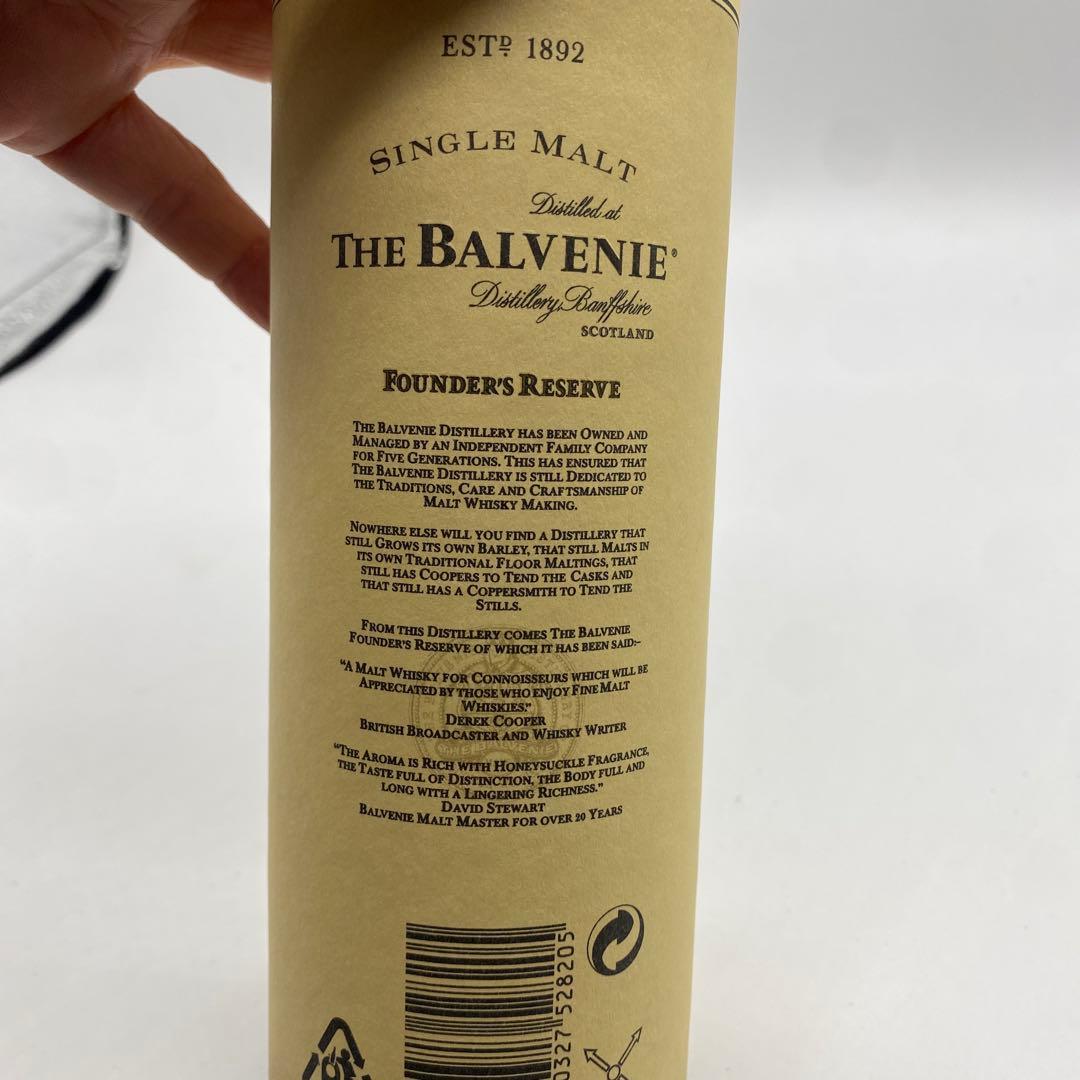 ESTD 1892
SINGLE MALT
Distilled at
THE BALVENIE®
Distillery, Banffshire
SCOTLAND
FOUNDER'S RESERVE
THE BALVENIE DISTILLERY HAS BEEN OWNED AND
MANAGED BY AN INDEPENDENT FAMILY COMPANY
FOR FIVE GENERATIONS. THIS HAS ENSURED THAT
THE BALVENIE DISTILLERY IS STILL DEDICATED TO
THE TRADITIONS, CARE AND CRAFTSMANSHIP OF
MALT WHISKY MAKING.
NOWHERE ELSE WILL YOU FIND A DISTILLERY THAT
STILL GROWS ITS OWN BARLEY, THAT STILL MALTS IN
ITS OWN TRADITIONAL FLOOR MALTINGS, THAT
STILL HAS COOPERS TO TEND THE CASKS AND
THAT STILL HAS A COPPERSMITH TO TEND THE
STILLS.
FROM THIS DISTILLERY COMES THE BALVENIE
FOUNDER'S RESERVE OF WHICH IT HAS BEEN SAID:-
"A MALT WHISKY FOR CONNOISSEURS WHICH WILL BE
APPRECIATED BY THOSE WHO ENJOY FINE MALT
WHISKIES."
DEREK COOPER
BRITISH BROADCASTER AND WHISKY WRITER
"THE AROMA IS RICH WITH HONEYSUCKLE FRAGRANCE,
THE TASTE FULL OF DISTINCTION, THE BODY FULL AND
LONG WITH A LINGERING RICHNESS."
DAVID STEWART
BALVENIE MALT MASTER FOR OVER 20 YEARS
THE BALVENIE
0327 528205